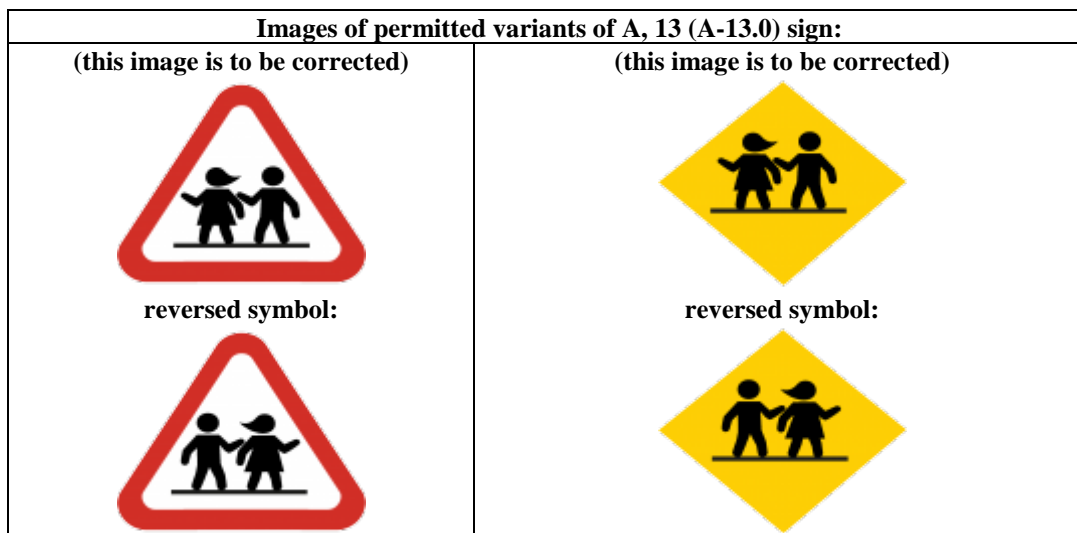 Images of permitted variants of A, 13 (A-13.0) sign:
(this image is to be corrected)
(this image is to be corrected)
reversed symbol:
reversed symbol: